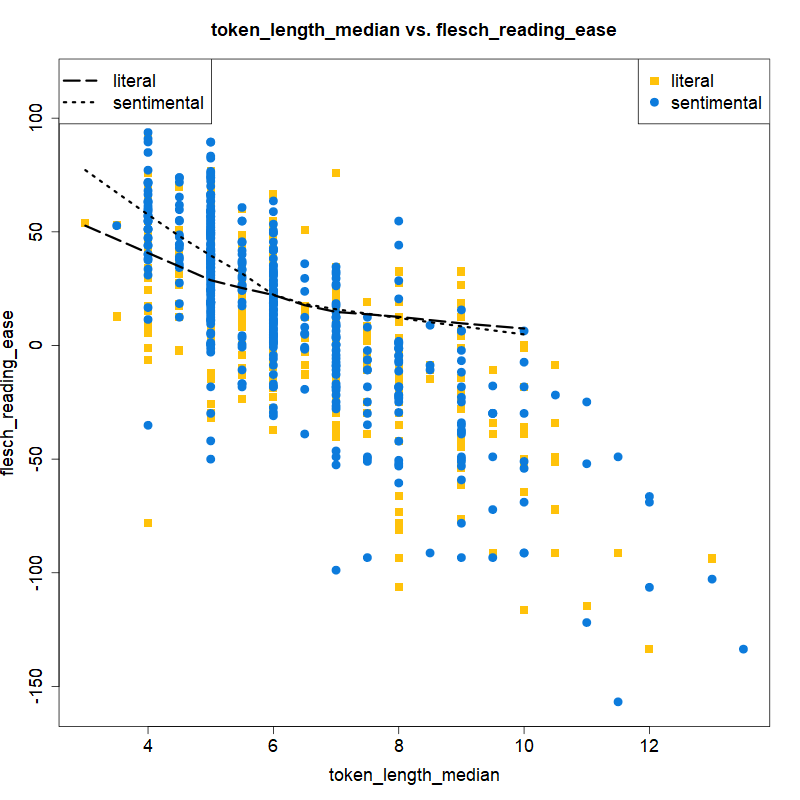 token_length_median vs. flesch_reading_ease
literal
sentimental
literal
sentimental
flesch_reading_ease
100
50
0
-50
-100
-150
4
6
8
10
12
token_length_median